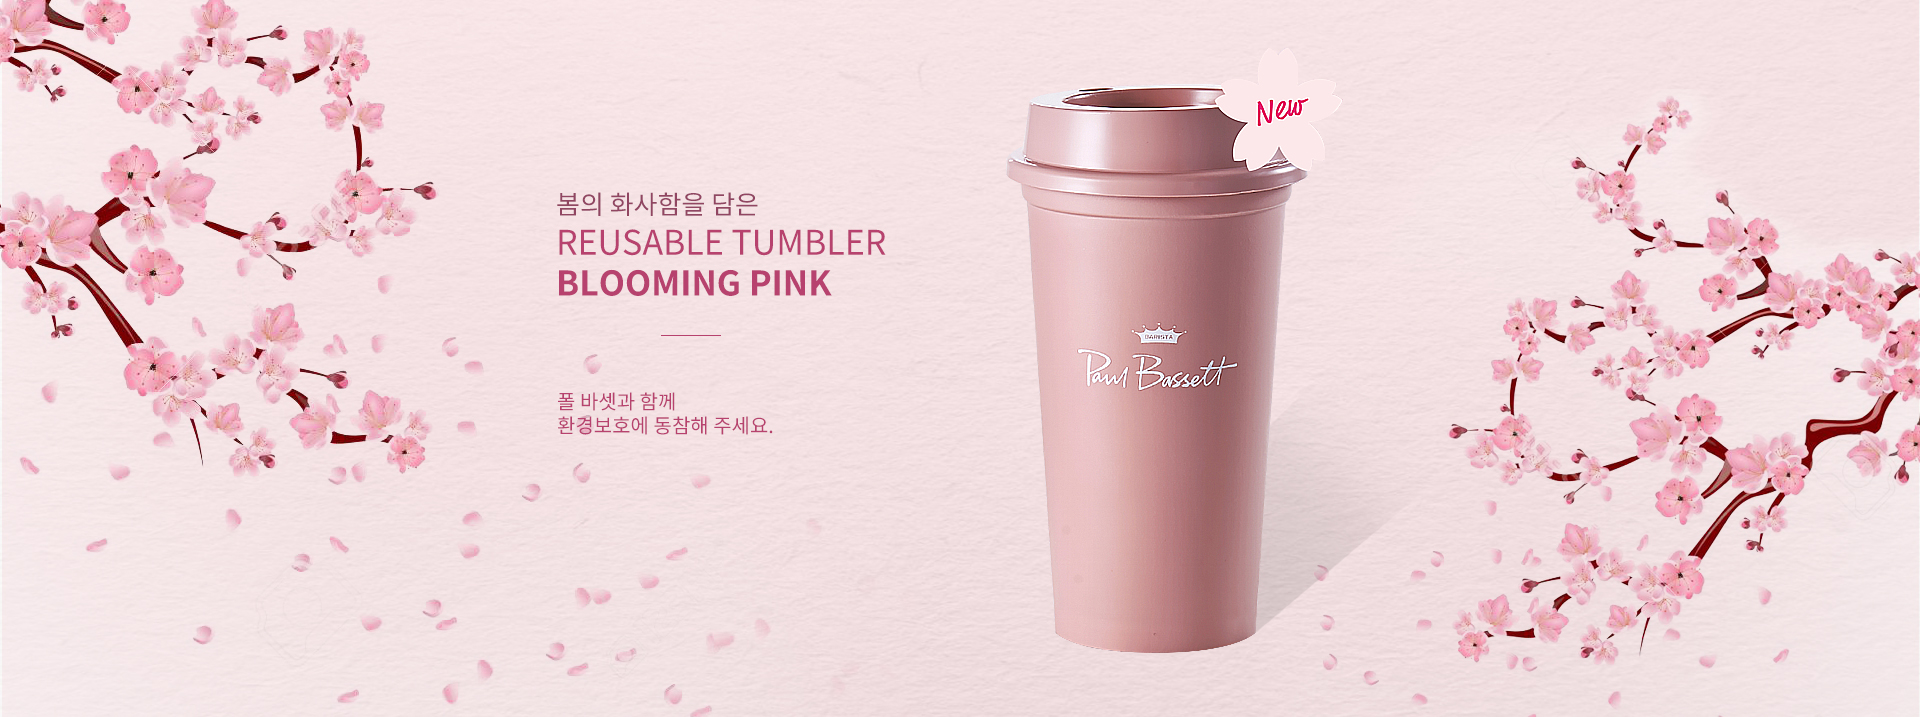 봄의 화사함을 담은
REUSABLE TUMBLER
BLOOMING PINK
폴 바셋과 함께
환경보호에 동참해 주세요.
New
BARISTA
Paul Bassett